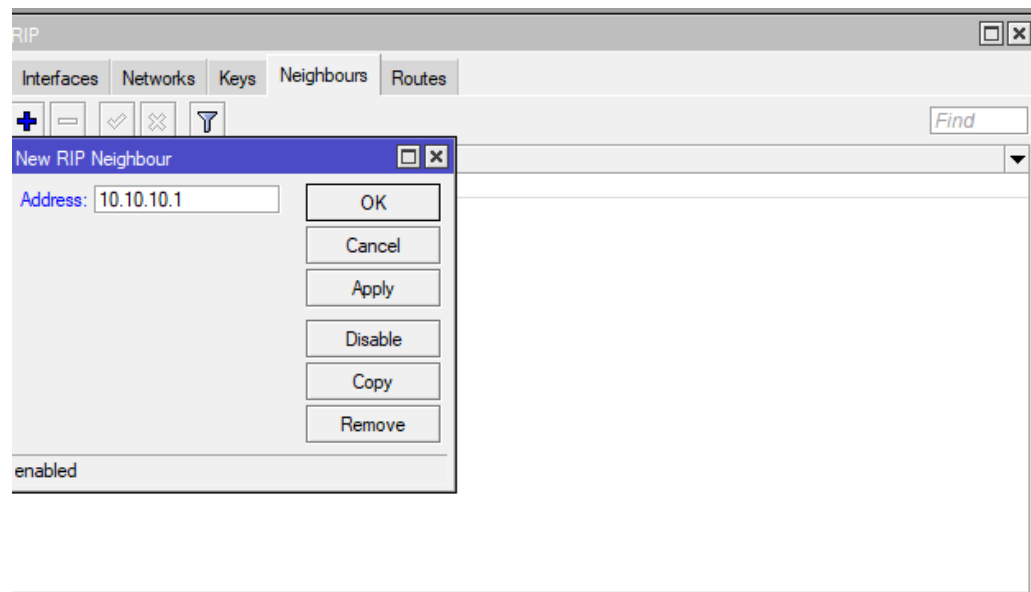 RIP
Interfaces Networks Keys Neighbours Routes
Find
New RIP Neighbour
Address: 10.10.10.1
OK
Cancel
Apply
Disable
Copy
Remove
enabled